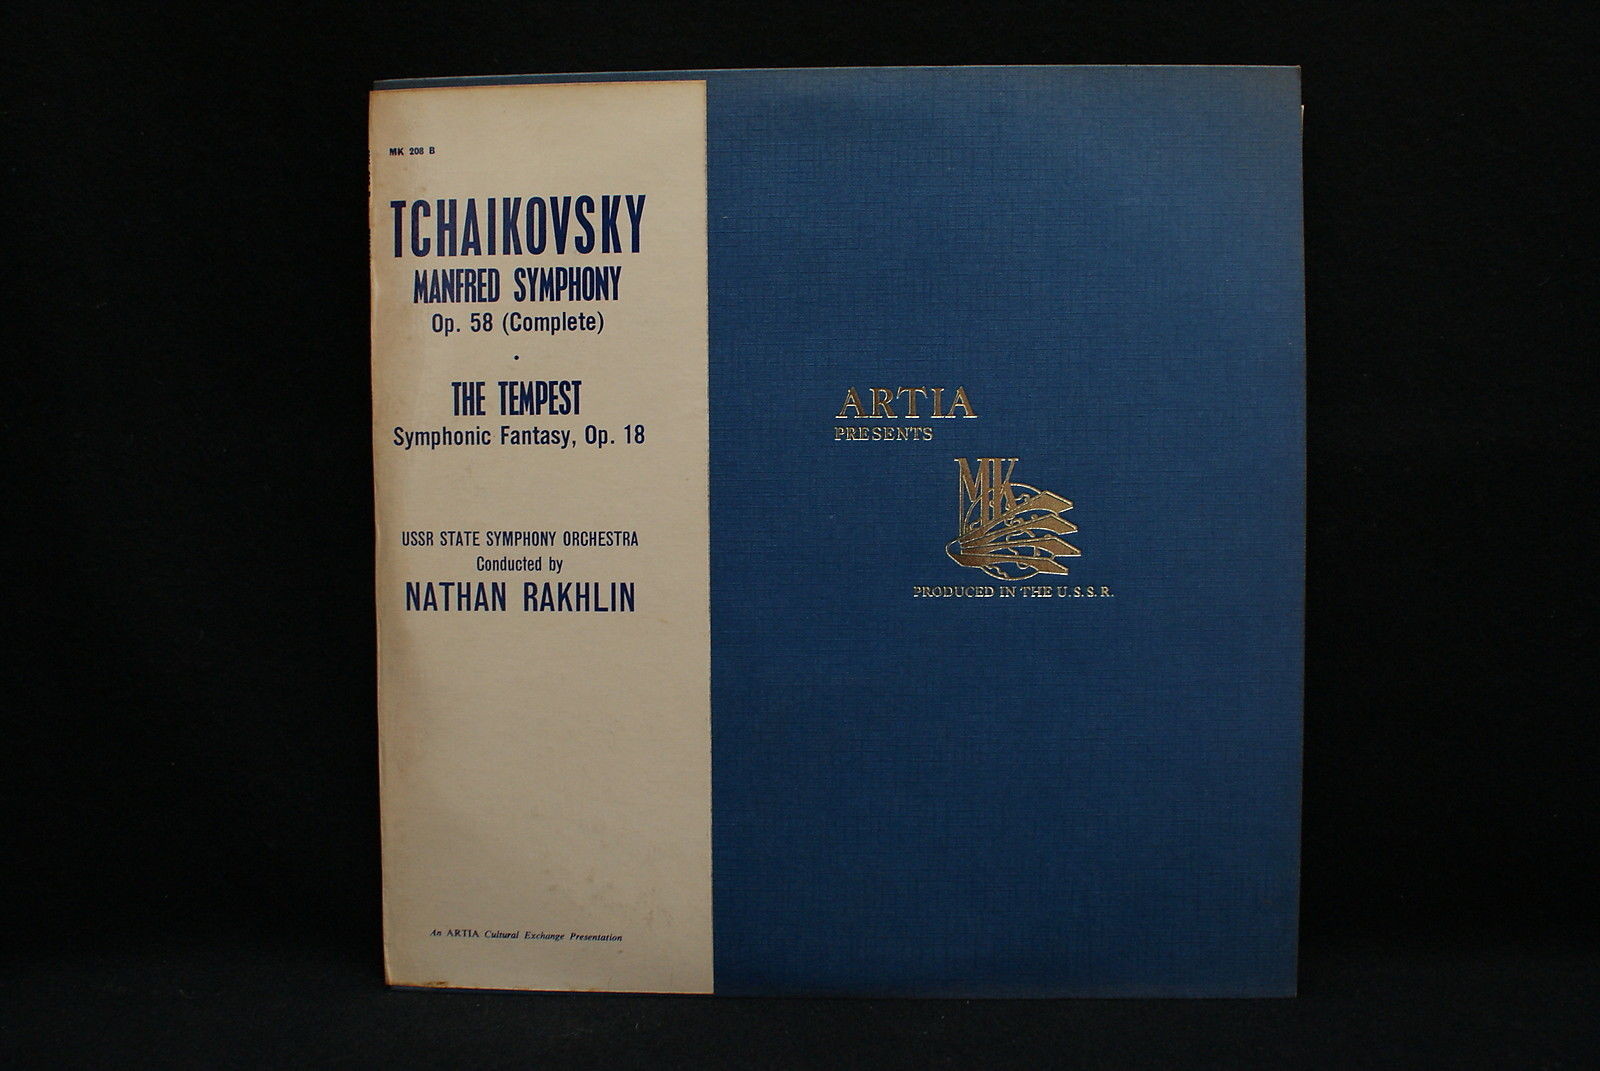 MK 208 B
TCHAIKOVSKY
MANFRED SYMPHONY
Op. 58 (Complete)
•
THE TEMPEST
Symphonic Fantasy, Op. 18
USSR STATE SYMPHONY ORCHESTRA
Conducted by
NATHAN RAKHLIN
An ARTIA Cultural Exchange Presentation
ARTIA
PRESENTS
MK
PRODUCED IN THE U.S.S.R.